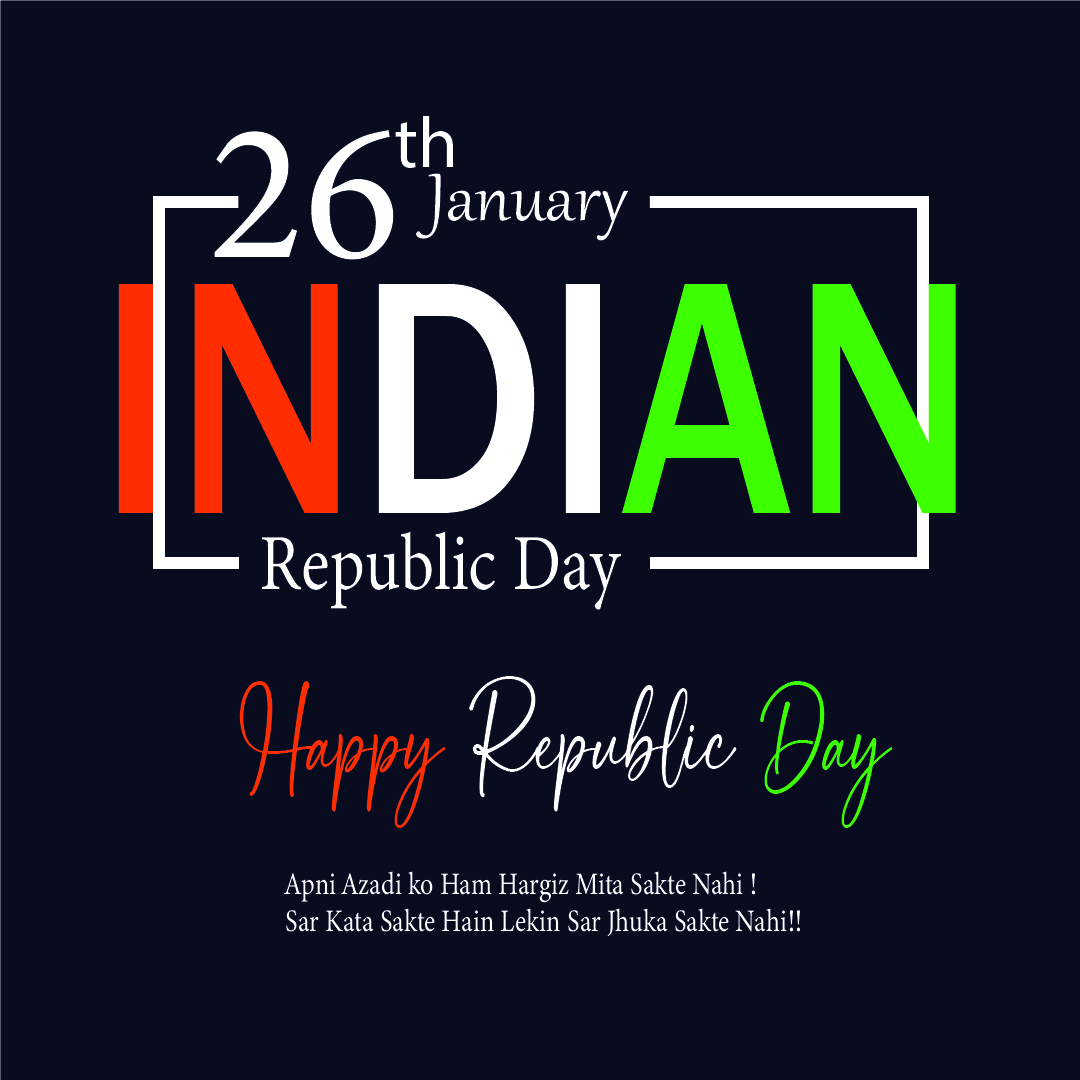 26th
January
INDIAN
Republic Day
Happy Republic Day
Apni Azadi ko Ham Hargiz Mita Sakte Nahi !
Sar Kata Sakte Hain Lekin Sar Jhuka Sakte Nahi!!